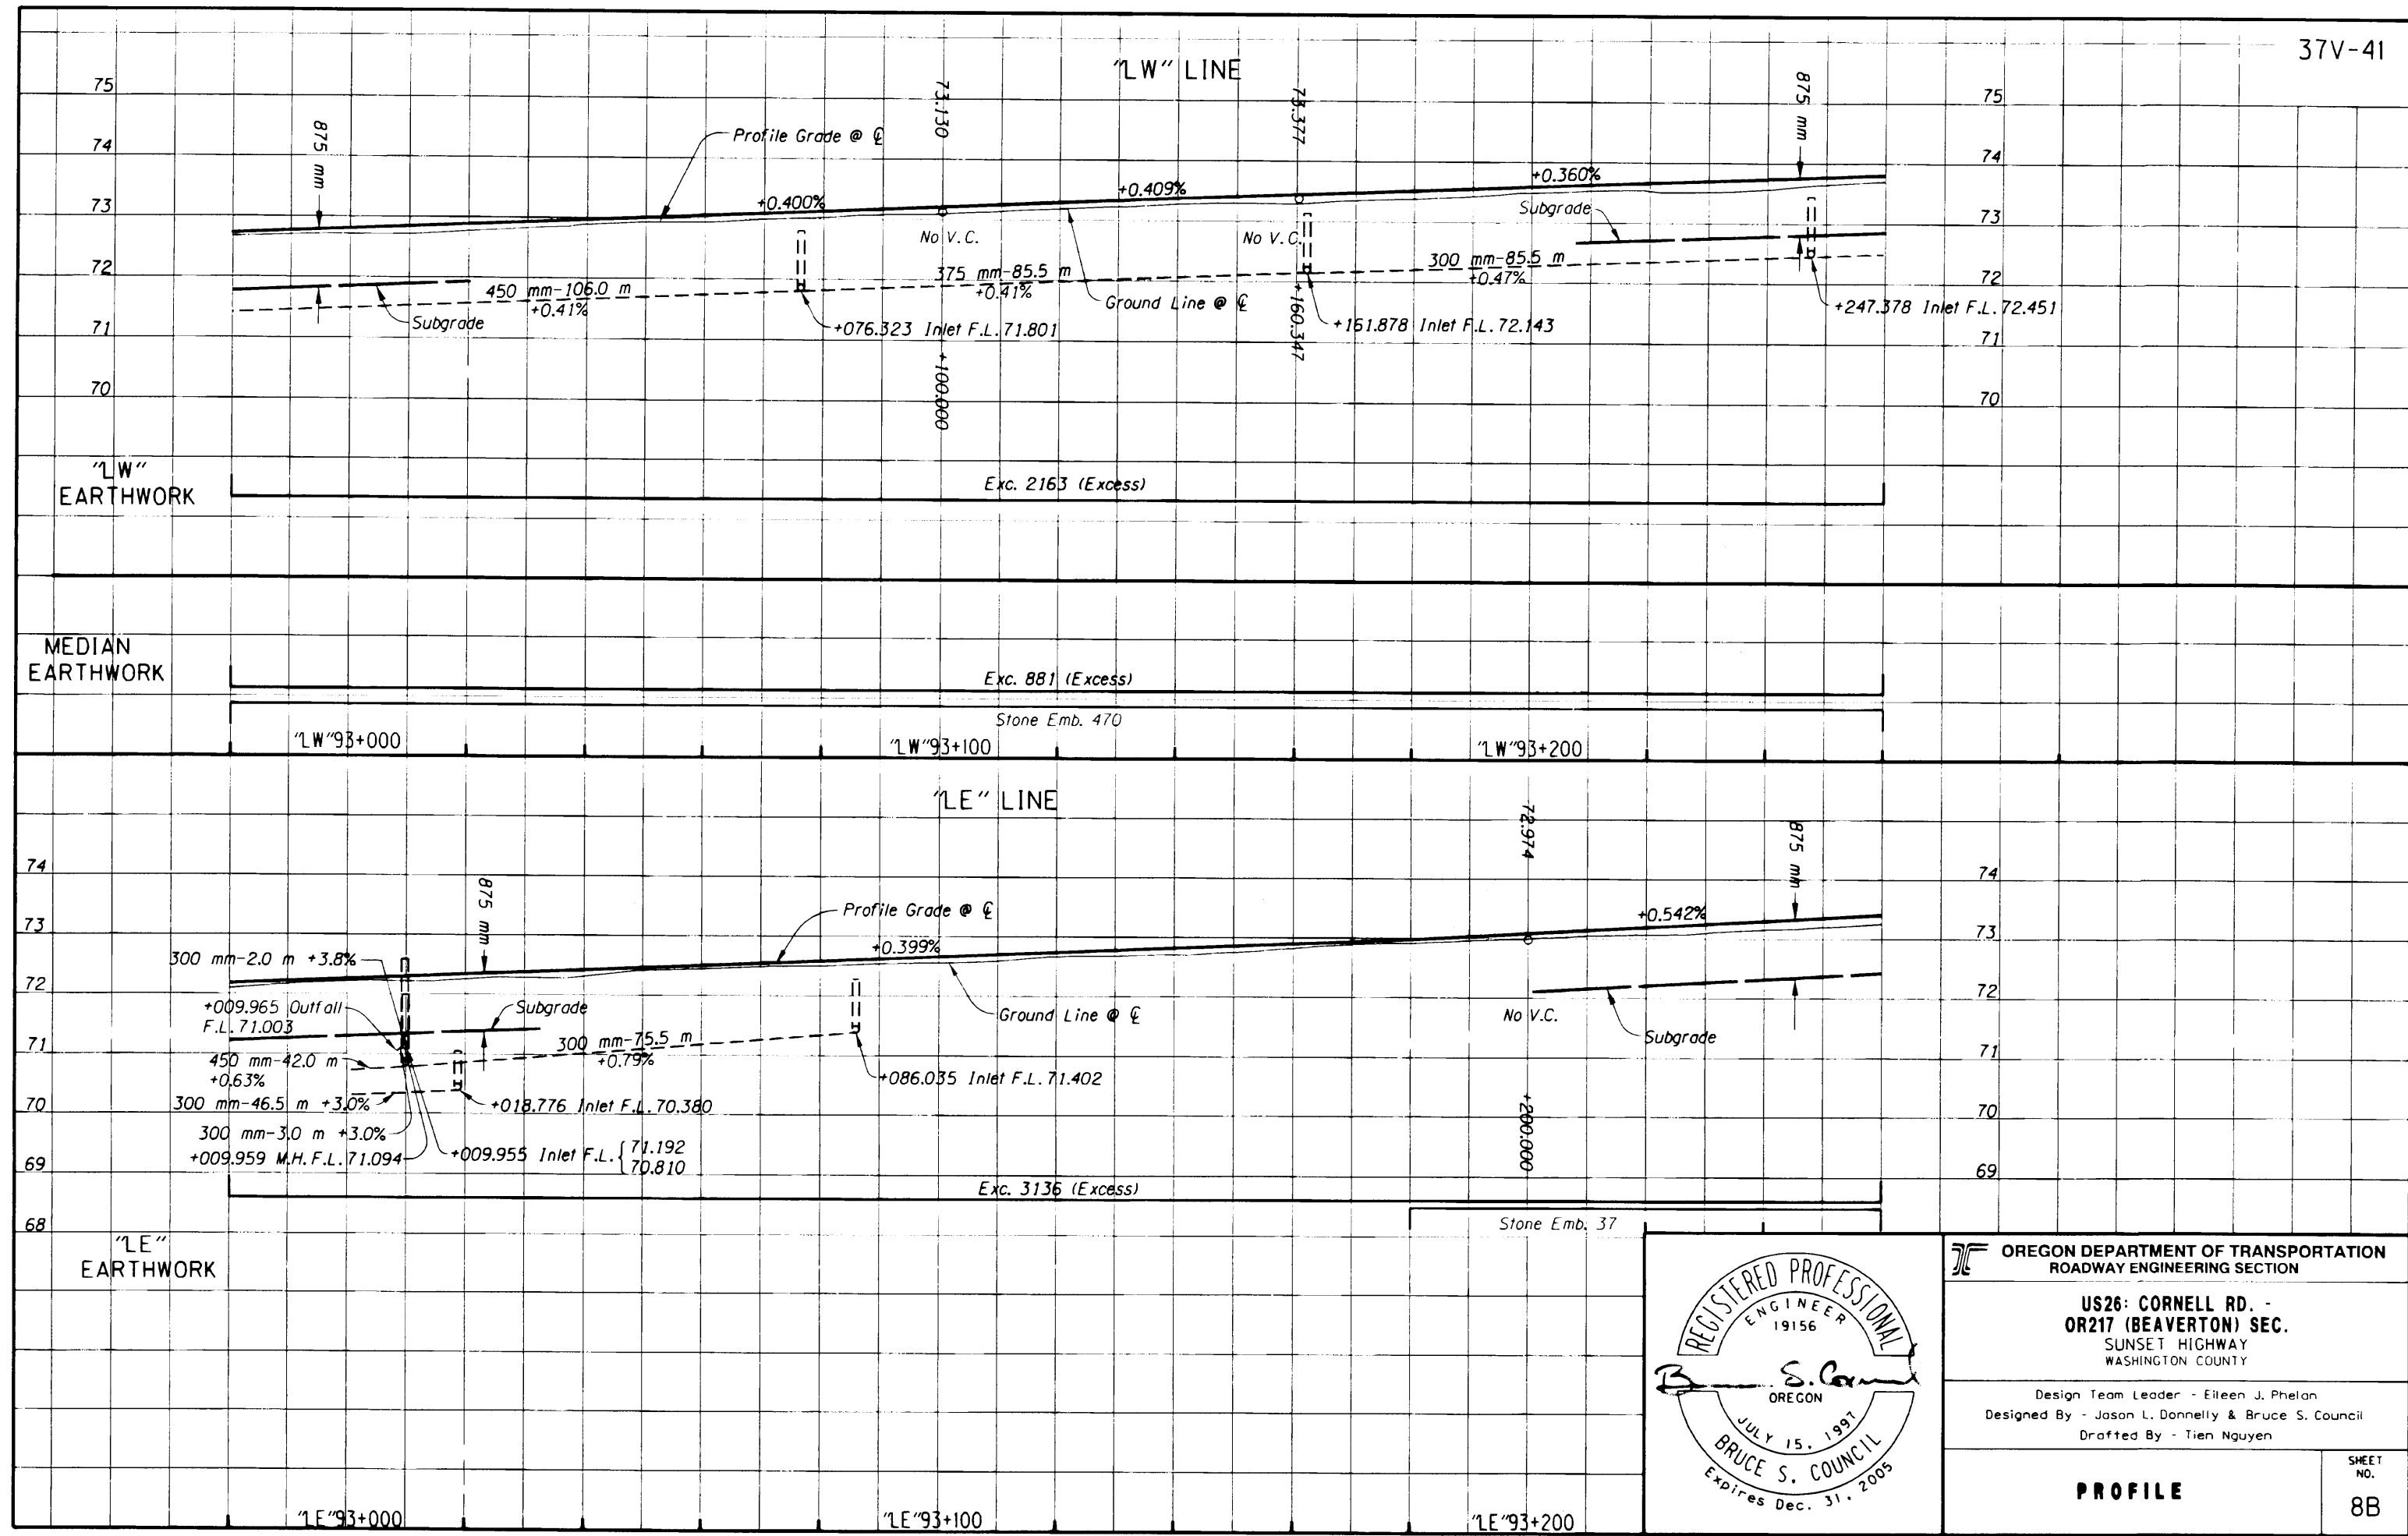 37V-41
"LW" LINE
75
75
875 mm
73.130
73.377
875 mm
Profile Grade @ ℄
74
74
+0.400%
+0.409%
+0.360%
73
73
Subgrade
No V.C.
No V.C.
72
72
450 mm-106.0 m
+0.41%
375 mm-85.5 m
+0.41%
300 mm-85.5 m
+0.47%
Subgrade
Ground Line @ ℄
+076.323 Inlet F.L. 71.801
+160.347
+161.878 Inlet F.L. 72.143
+247.378 Inlet F.L. 72.451
71
71
+100.000
70
70
"LW"
EARTHWORK
Exc. 2163 (Excess)
MEDIAN
EARTHWORK
Exc. 881 (Excess)
Stone Emb. 470
"LW"93+000
"LW"93+100
"LW"93+200
"LE" LINE
72.974
875 mm
74
74
875 mm
Profile Grade @ ℄
+0.542%
73
73
+0.399%
300 mm-2.0 m +3.8%
72
72
+009.965 Outfall
F.L. 71.003
Subgrade
Ground Line @ ℄
No V.C.
Subgrade
71
71
300 mm-75.5 m
+0.79%
450 mm-42.0 m
+0.63%
+086.035 Inlet F.L. 71.402
300 mm-46.5 m +3.0%
+018.776 Inlet F.L. 70.380
70
70
+200.000
300 mm-3.0 m +3.0%
+009.959 M.H. F.L. 71.094
+009.955 Inlet F.L. { 71.192
70.810
69
69
Exc. 3136 (Excess)
68
Stone Emb. 37
"LE"
EARTHWORK
"LE"93+000
"LE"93+100
"LE"93+200
REGISTERED PROFESSIONAL
ENGINEER
19156
OREGON
JULY 15, 1997
BRUCE S. COUNCIL
Expires Dec. 31, 2005
OREGON DEPARTMENT OF TRANSPORTATION
ROADWAY ENGINEERING SECTION
US26: CORNELL RD. -
OR217 (BEAVERTON) SEC.
SUNSET HIGHWAY
WASHINGTON COUNTY
Design Team Leader - Eileen J. Phelan
Designed By - Jason L. Donnelly & Bruce S. Council
Drafted By - Tien Nguyen
PROFILE
SHEET
NO.
8B